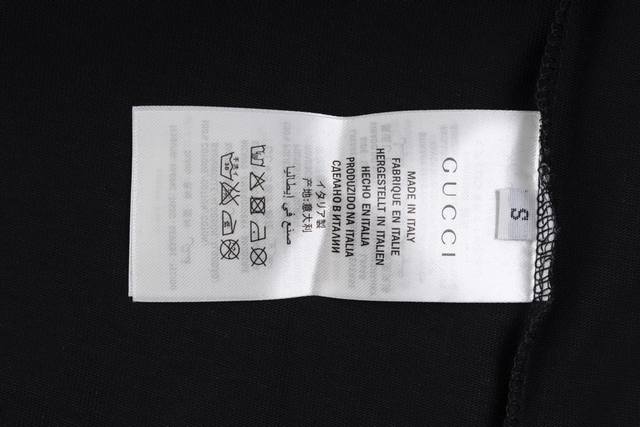 S
GUCCI
MADE IN ITALY
FABRIQUE EN ITALIE
HERGESTELLT IN ITALIEN
HECHO EN ITALIA
PRODUZIDO NA ITALIA
СДЕЛАНО В ИТАЛИИ
イタリア製
产地:意大利
صنع في إيطاليا